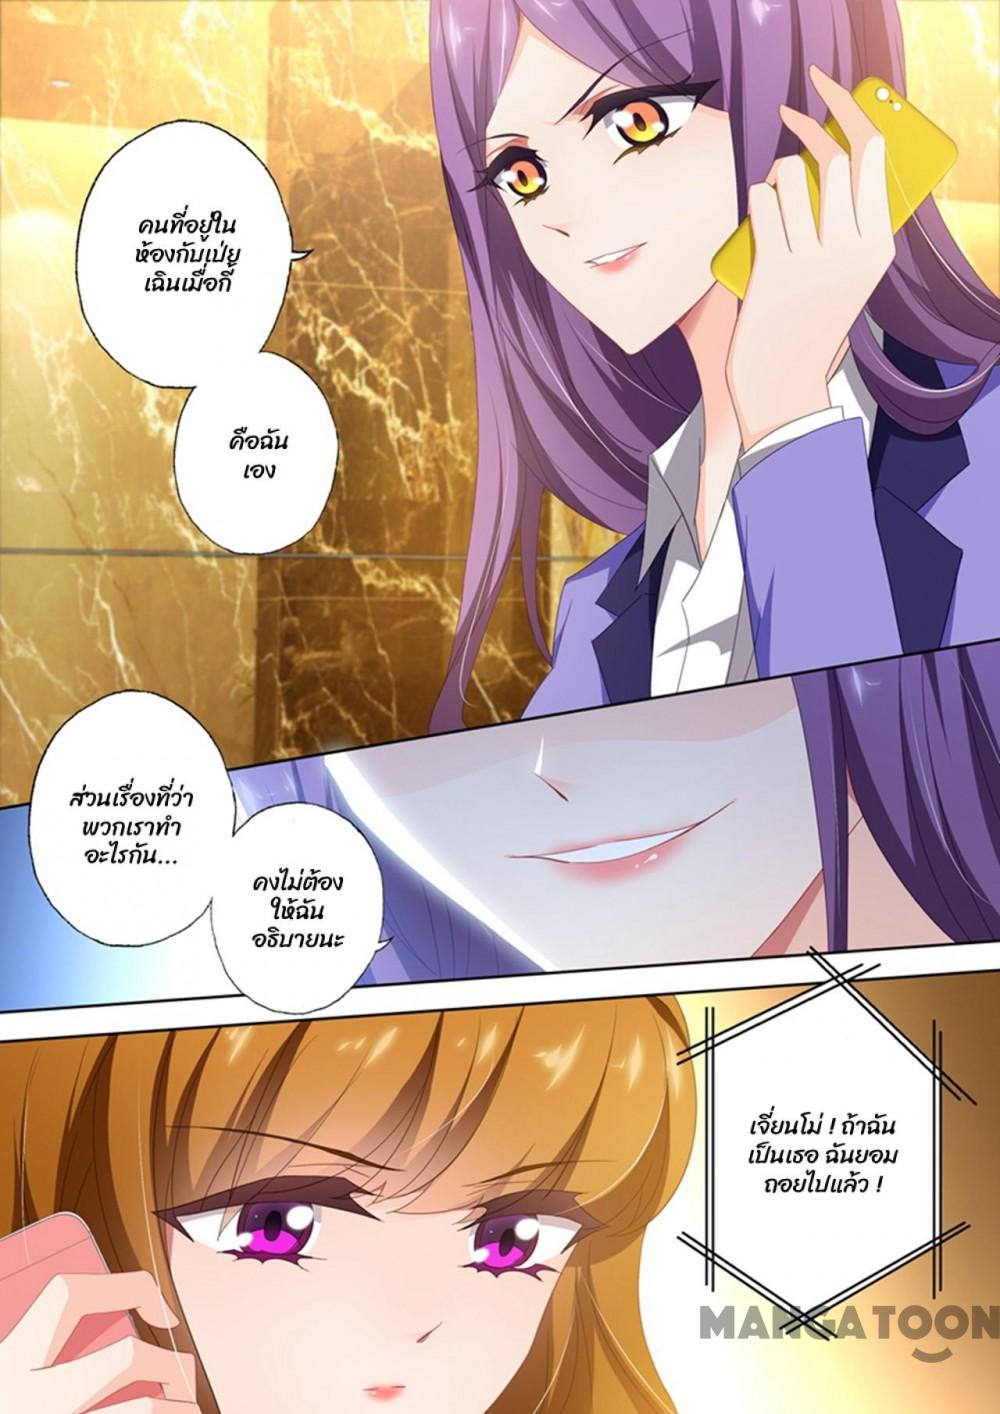 คนที่อยู่ใน
ห้องกับเป่ย
เฉินเมื่อกี้
คือฉัน
เอง
ส่วนเรื่องที่ว่า
พวกเราทำ
อะไรกัน...
คงไม่ต้อง
ให้ฉัน
อธิบายนะ
เจี่ยนโม่ ! ถ้าฉัน
เป็นเธอ ฉันยอม
ถอยไปแล้ว !
MANGATOON